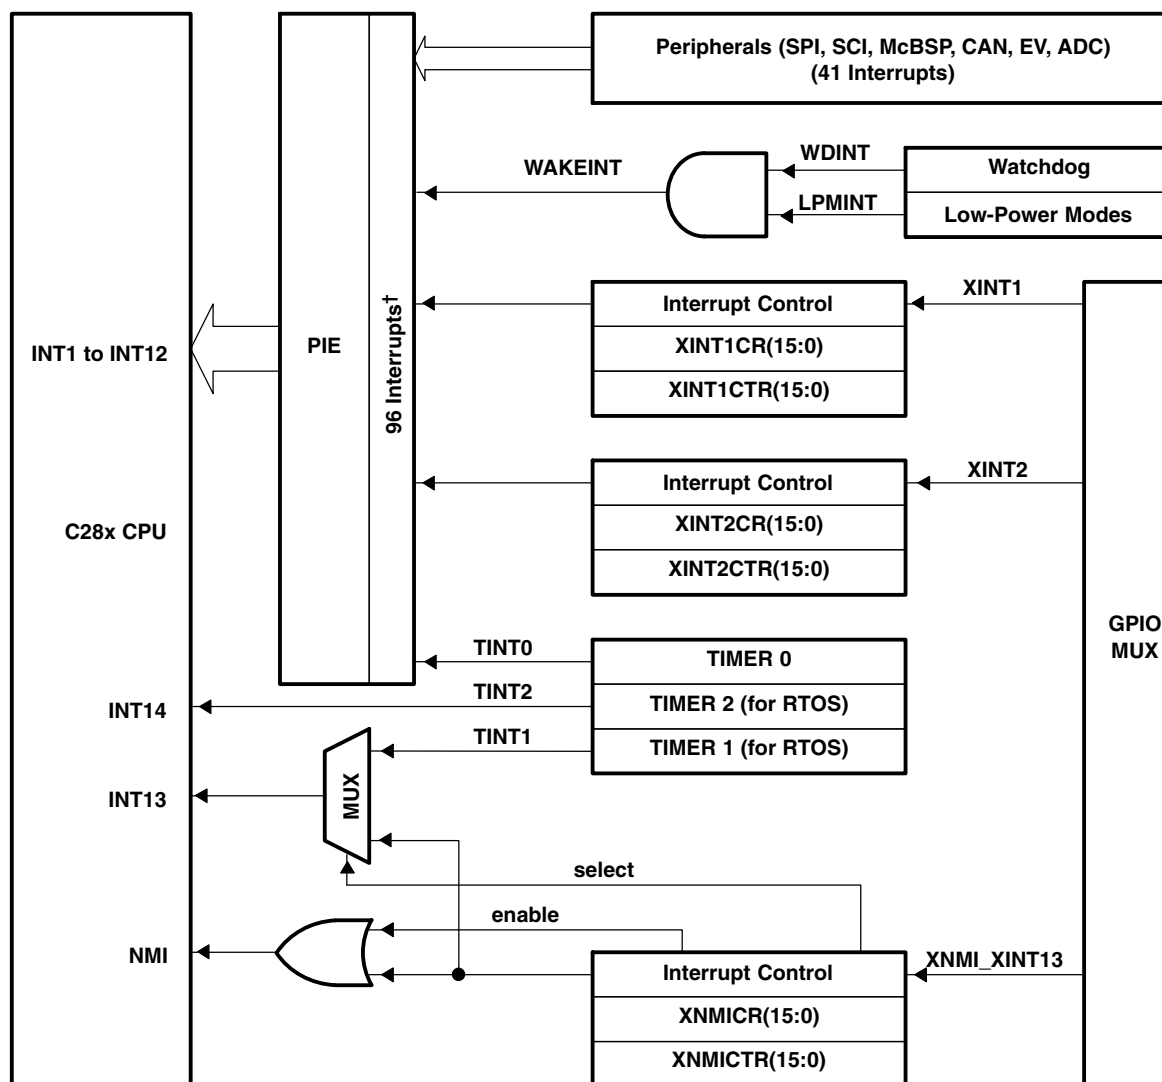 Peripherals (SPI, SCI, McBSP, CAN, EV, ADC)
(41 Interrupts)
WDINT
Watchdog
WAKEINT
LPMINT
Low-Power Modes
XINT1
Interrupt Control
XINT1CR(15:0)
XINT1CTR(15:0)
INT1 to INT12
PIE
96 Interrupts†
XINT2
Interrupt Control
XINT2CR(15:0)
XINT2CTR(15:0)
C28x CPU
GPIO
MUX
TINT0
TIMER 0
TINT2
TIMER 2 (for RTOS)
INT14
TINT1
TIMER 1 (for RTOS)
MUX
INT13
select
enable
NMI
XNMI_XINT13
Interrupt Control
XNMICR(15:0)
XNMICTR(15:0)